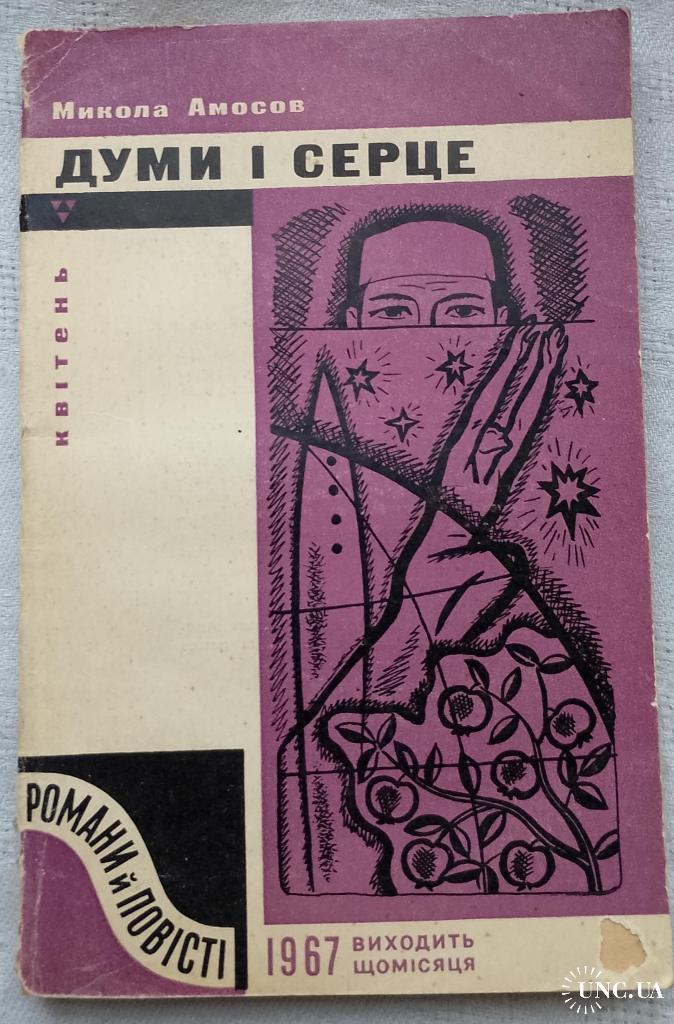 Микола Амосов
ДУМИ І СЕРЦЕ
квітень
РОМАНИ й ПОВІСТІ
1967 ВИХОДИТЬ
ЩОМІСЯЦЯ
UNC.UA